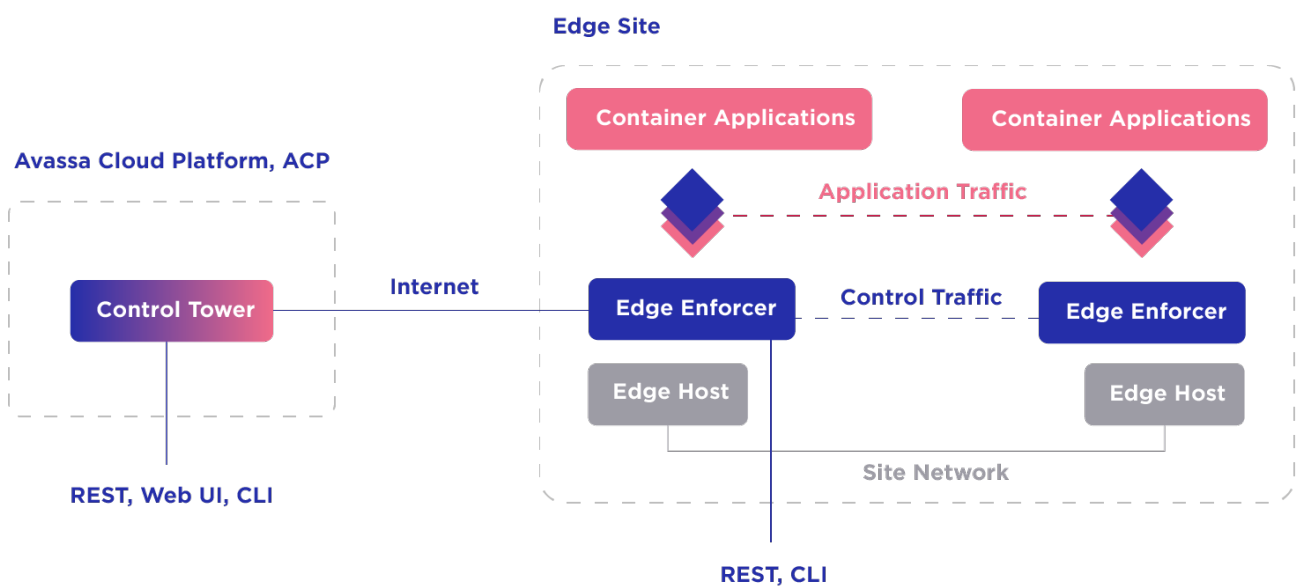 Edge Site
Container Applications
Container Applications
Avassa Cloud Platform, ACP
Application Traffic
Internet
Control Tower
Edge Enforcer
Control Traffic
Edge Enforcer
Edge Host
Edge Host
Site Network
REST, Web UI, CLI
REST, CLI